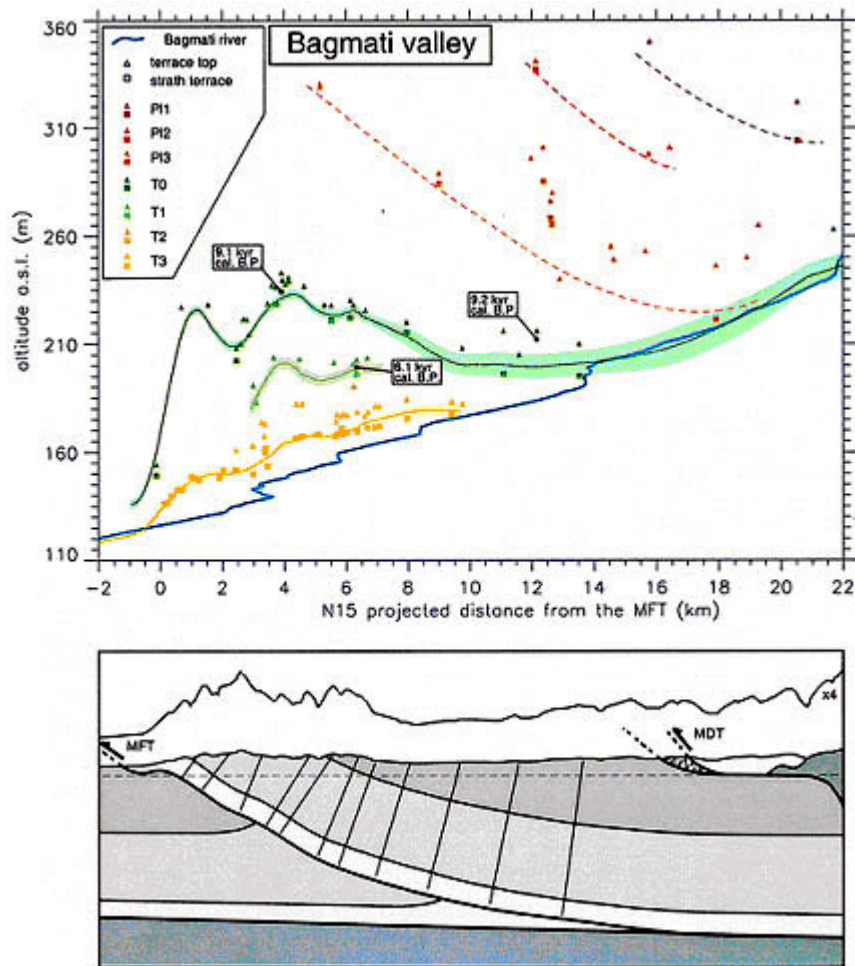 Bagmati valley
Bagmati river
terrace top
strath terrace
Pl1
Pl2
Pl3
T0
T1
T2
T3
360
310
260
210
160
110
altitude a.s.l. (m)
9.1 kyr
cal. B.P
9.2 kyr
cal. B.P
6.1 kyr
cal. B.P
−2 0 2 4 6 8 10 12 14 16 18 20 22
N15 projected distance from the MFT (km)
x4
MFT
MDT